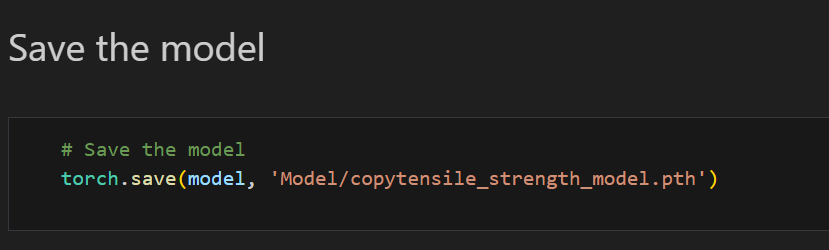 Save the model
# Save the model
torch.save(model, 'Model/copytensile_strength_model.pth')